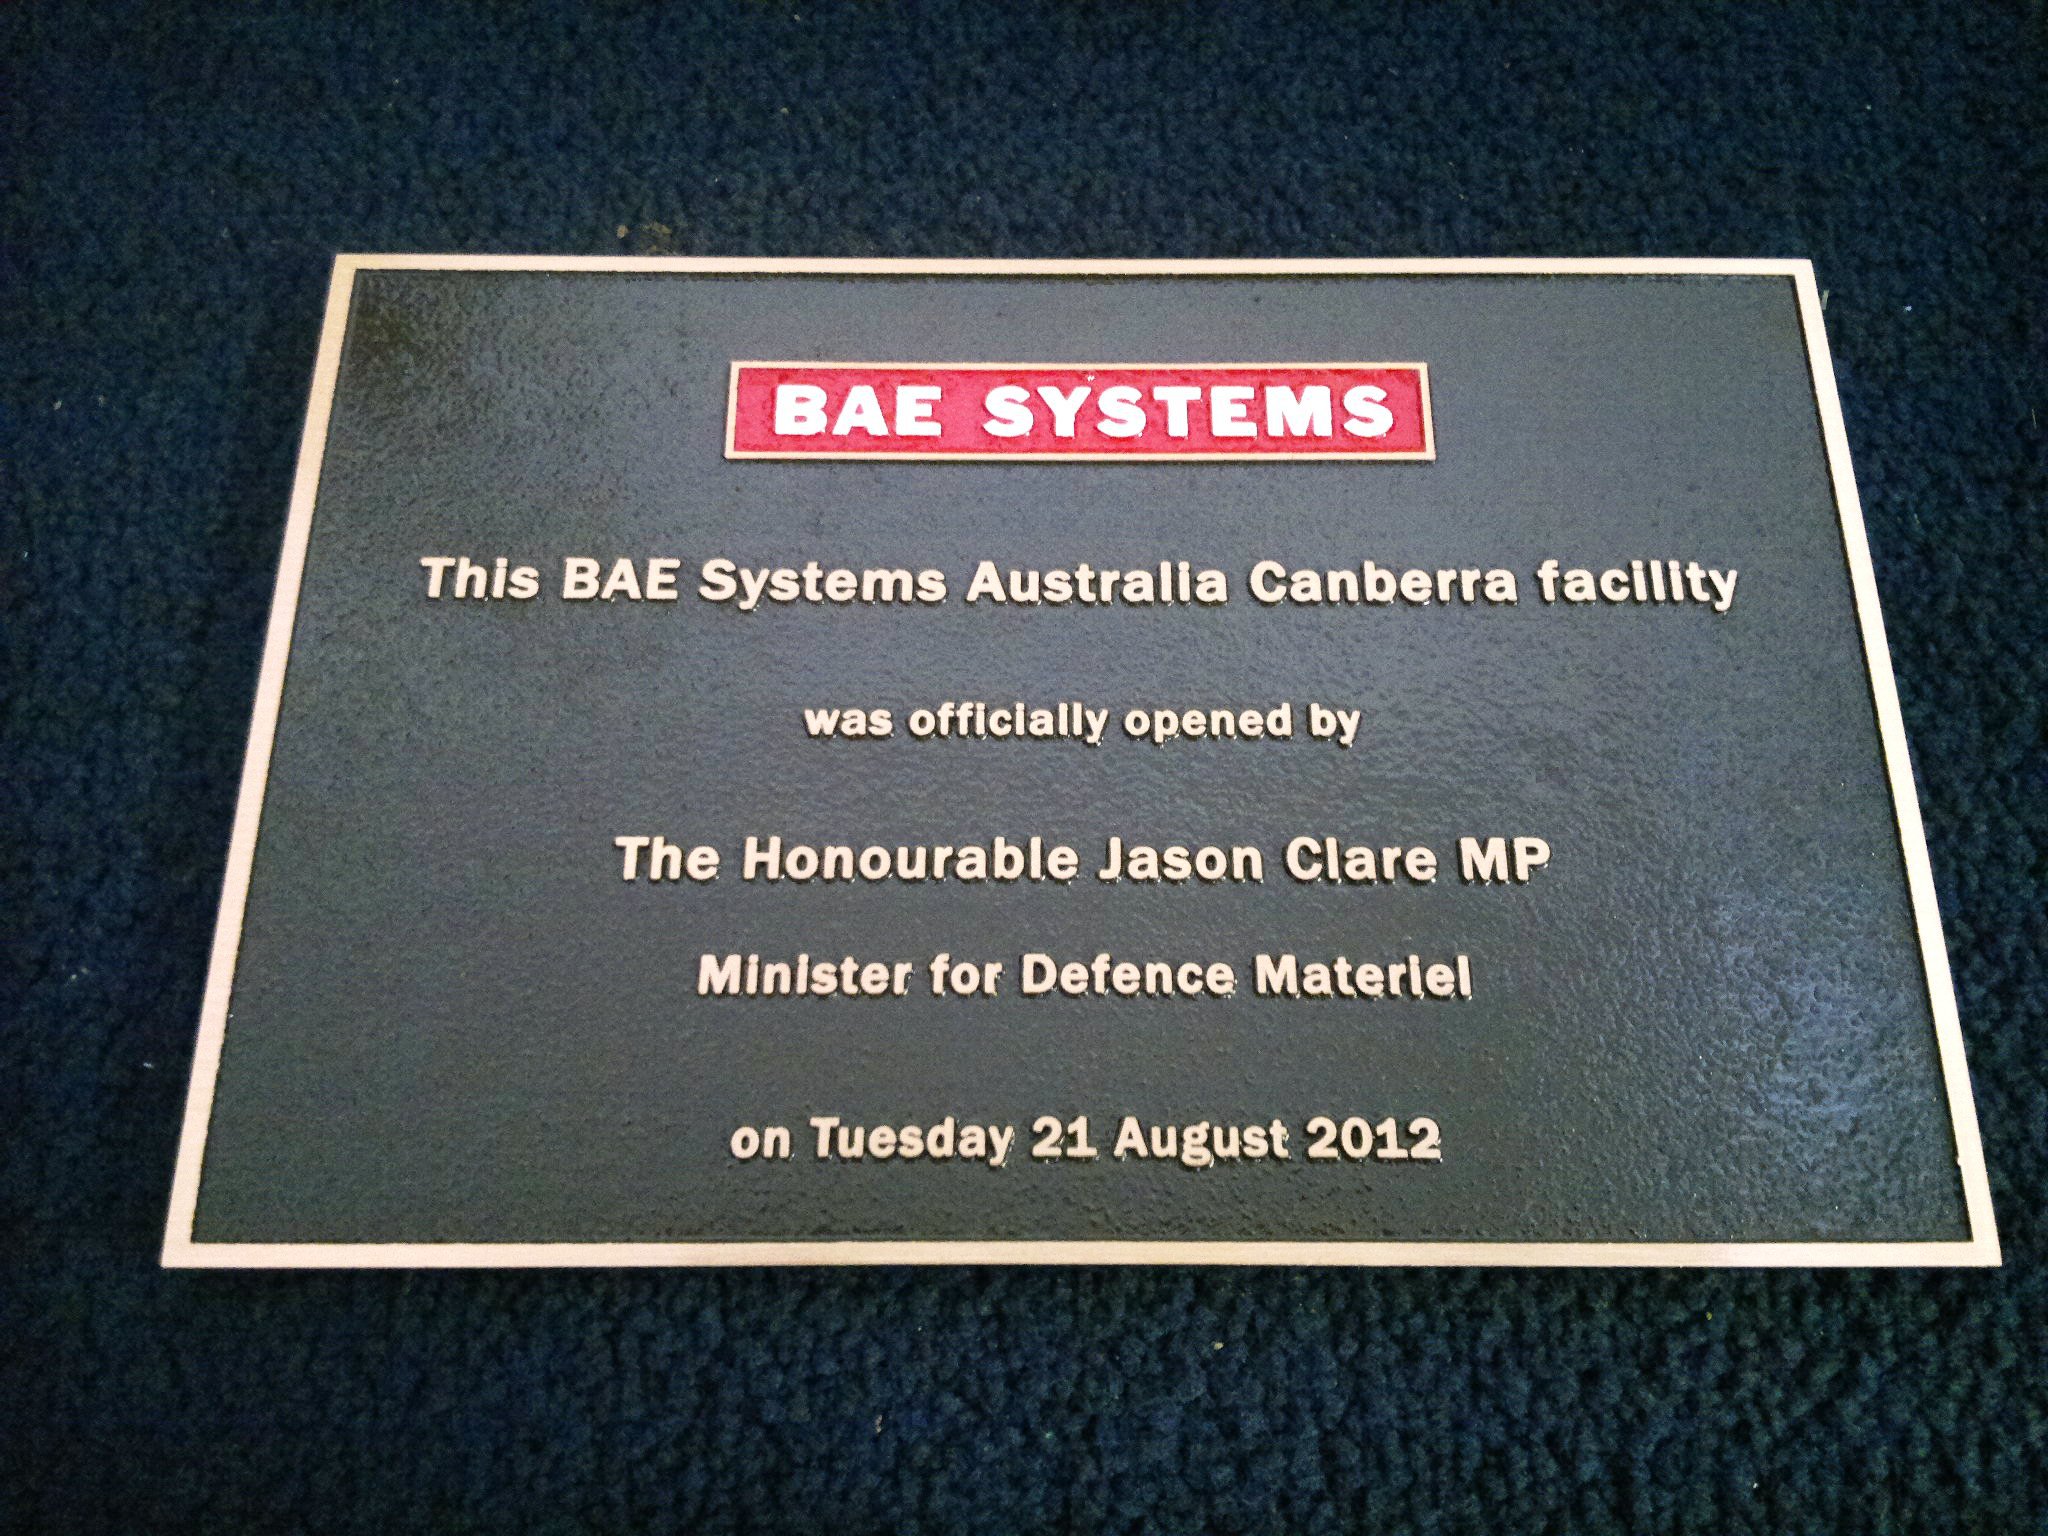 BAE SYSTEMS
This BAE Systems Australia Canberra facility
was officially opened by
The Honourable Jason Clare MP
Minister for Defence Materiel
on Tuesday 21 August 2012